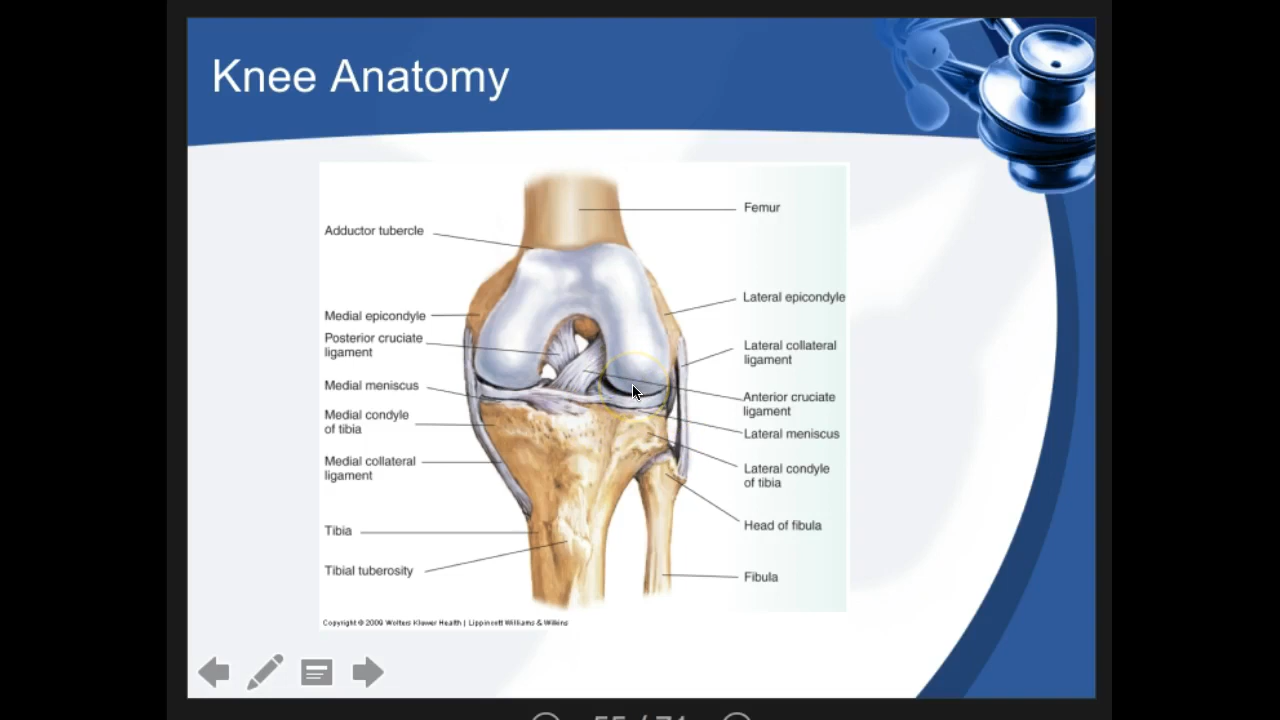 Knee Anatomy
Adductor tubercle
Medial epicondyle
Posterior cruciate
ligament
Medial meniscus
Medial condyle
of tibia
Medial collateral
ligament
Tibia
Tibial tuberosity
Femur
Lateral epicondyle
Lateral collateral
ligament
Anterior cruciate
ligament
Lateral meniscus
Lateral condyle
of tibia
Head of fibula
Fibula
Copyright © 2009 Wolters Kluwer Health | Lippincott Williams & Wilkins
55 / 71